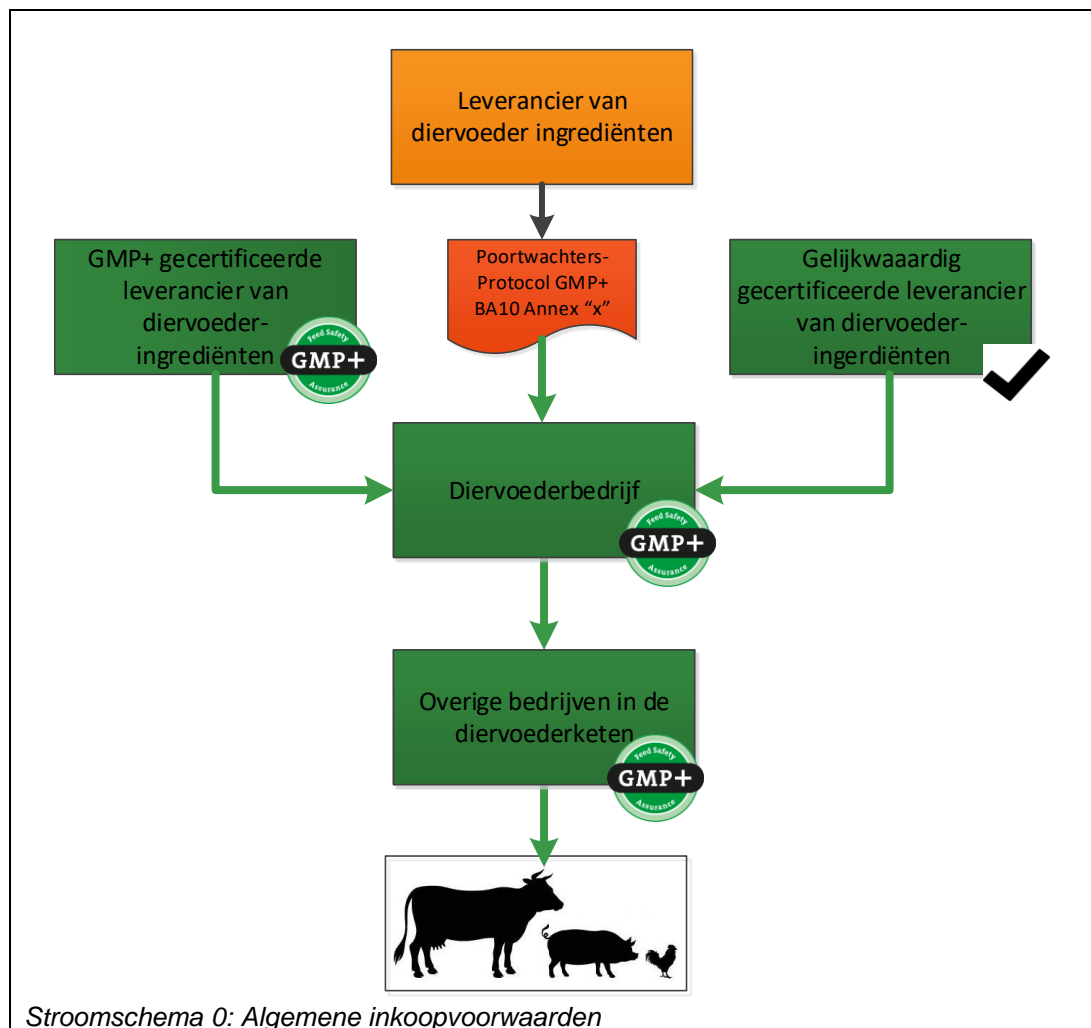 Leverancier van
diervoeder ingrediënten
GMP+ gecertificeerde
leverancier van
diervoeder-
ingrediënten
Feed Safety
GMP+
Assurance
Poortwachters-
Protocol GMP+
BA10 Annex “x”
Gelijkwaaardig
gecertificeerde leverancier
van diervoeder-
ingerdiënten
Diervoederbedrijf
Feed Safety
GMP+
Assurance
Overige bedrijven in de
diervoederketen
Feed Safety
GMP+
Assurance
Stroomschema 0: Algemene inkoopvoorwaarden